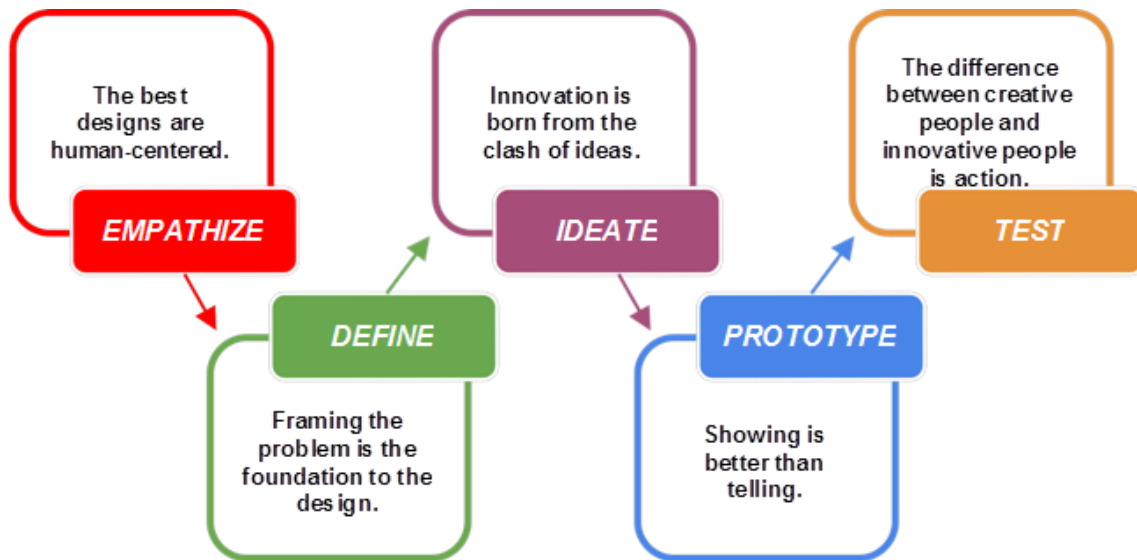 The best
designs are
human-centered.
EMPATHIZE
DEFINE
Framing the
problem is the
foundation to the
design.
Innovation is
born from the
clash of ideas.
IDEATE
PROTOTYPE
Showing is
better than
telling.
The difference
between creative
people and
innovative people
is action.
TEST